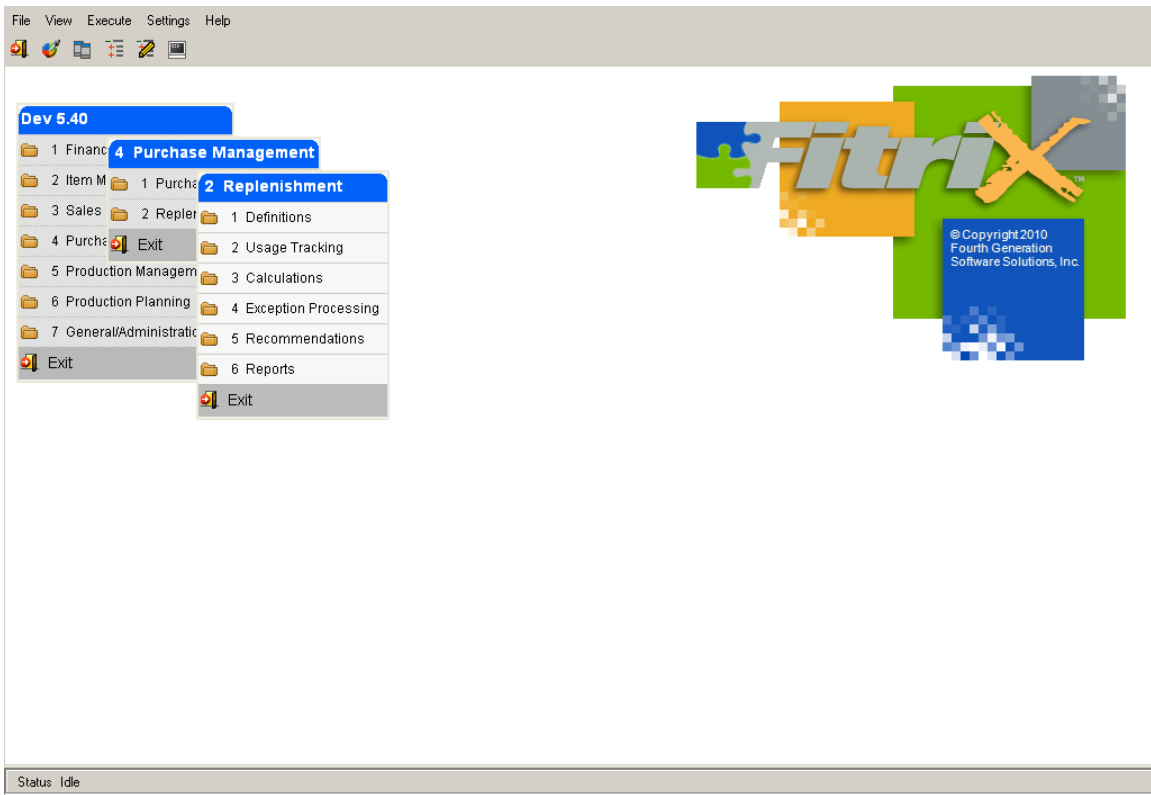 File View Execute Settings Help
Dev 5.40
1 Financ
2 Item M
3 Sales
4 Purcha
5 Production Managem
6 Production Planning
7 General/Administratio
Exit
4 Purchase Management
1 Purcha
2 Repler
Exit
2 Replenishment
1 Definitions
2 Usage Tracking
3 Calculations
4 Exception Processing
5 Recommendations
6 Reports
Exit
Fitrix
TM
© Copyright 2010
Fourth Generation
Software Solutions, Inc.
Status Idle